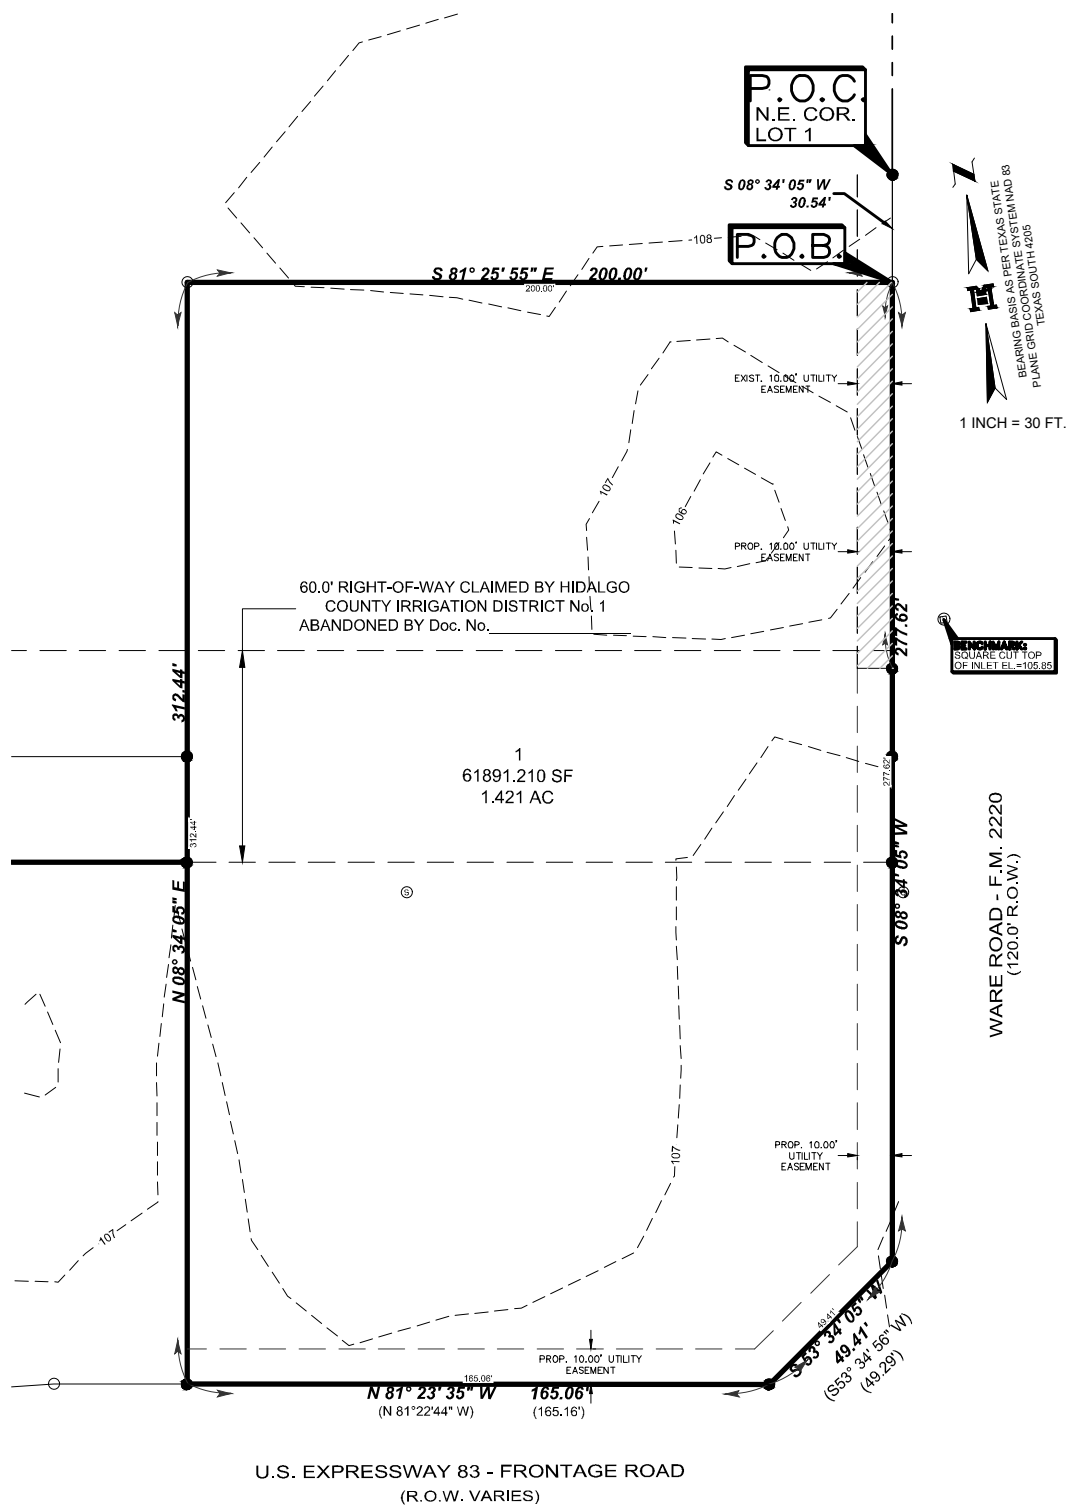 P.O.C.
N.E. COR.
LOT 1
S 08° 34' 05" W
30.54'
P.O.B.
108
S 81° 25' 55" E 200.00'
200.00'
N
H
BEARING BASIS AS PER TEXAS STATE
PLANE GRID COORDINATE SYSTEM NAD 83
TEXAS SOUTH 4205
1 INCH = 30 FT.
EXIST. 10.00' UTILITY
EASEMENT
107
106
PROP. 10.00' UTILITY
EASEMENT
60.0' RIGHT-OF-WAY CLAIMED BY HIDALGO
COUNTY IRRIGATION DISTRICT No. 1
ABANDONED BY Doc. No.
277.62'
BENCHMARK:
SQUARE CUT TOP
OF INLET EL.=105.85
312.44'
1
61891.210 SF
1.421 AC
277.62'
312.44'
S 08° 34' 05" W
N 08° 34' 05" E
S
S
WARE ROAD - F.M. 2220
(120.0' R.O.W.)
PROP. 10.00'
UTILITY
EASEMENT
107
107
49.41'
S 53° 34' 05" W
49.41'
(S53° 34' 56" W)
(49.29')
PROP. 10.00' UTILITY
EASEMENT
165.06'
N 81° 23' 35" W 165.06'
(N 81°22'44" W) (165.16')
U.S. EXPRESSWAY 83 - FRONTAGE ROAD
(R.O.W. VARIES)